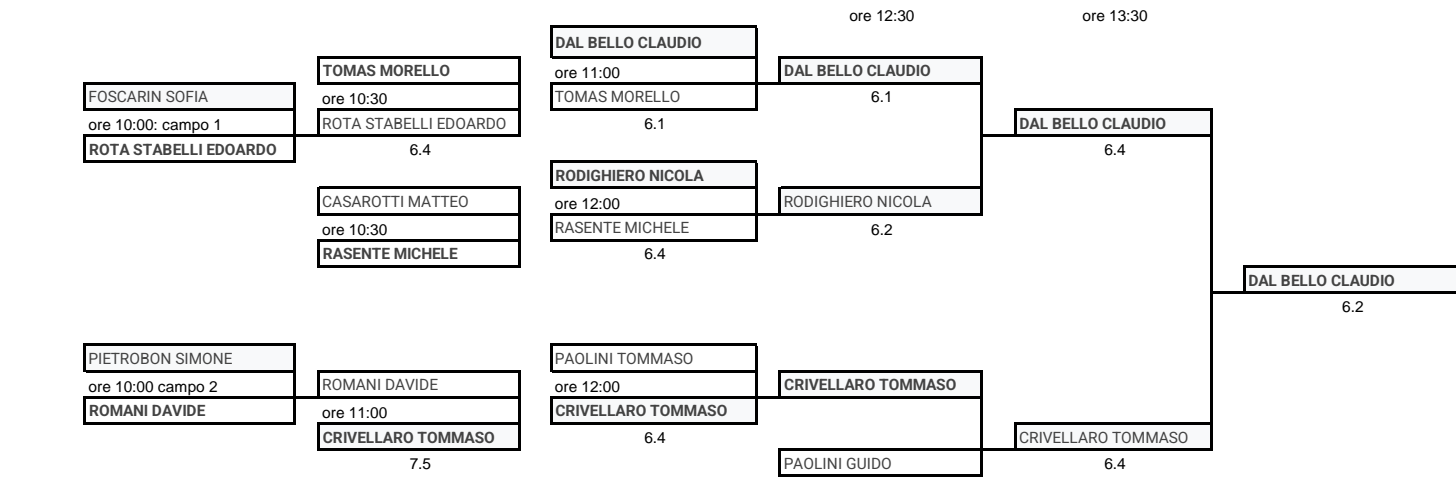 ore 12:30
ore 13:30
DAL BELLO CLAUDIO
TOMAS MORELLO
ore 11:00
DAL BELLO CLAUDIO
FOSCARIN SOFIA
ore 10:30
TOMAS MORELLO
6.1
ore 10:00: campo 1
ROTA STABELLI EDOARDO
6.1
DAL BELLO CLAUDIO
ROTA STABELLI EDOARDO
6.4
6.4
RODIGHIERO NICOLA
CASAROTTI MATTEO
ore 12:00
RODIGHIERO NICOLA
ore 10:30
RASENTE MICHELE
6.2
RASENTE MICHELE
6.4
DAL BELLO CLAUDIO
6.2
PIETROBON SIMONE
PAOLINI TOMMASO
ore 10:00 campo 2
ROMANI DAVIDE
ore 12:00
CRIVELLARO TOMMASO
ROMANI DAVIDE
ore 11:00
CRIVELLARO TOMMASO
CRIVELLARO TOMMASO
6.4
CRIVELLARO TOMMASO
7.5
PAOLINI GUIDO
6.4